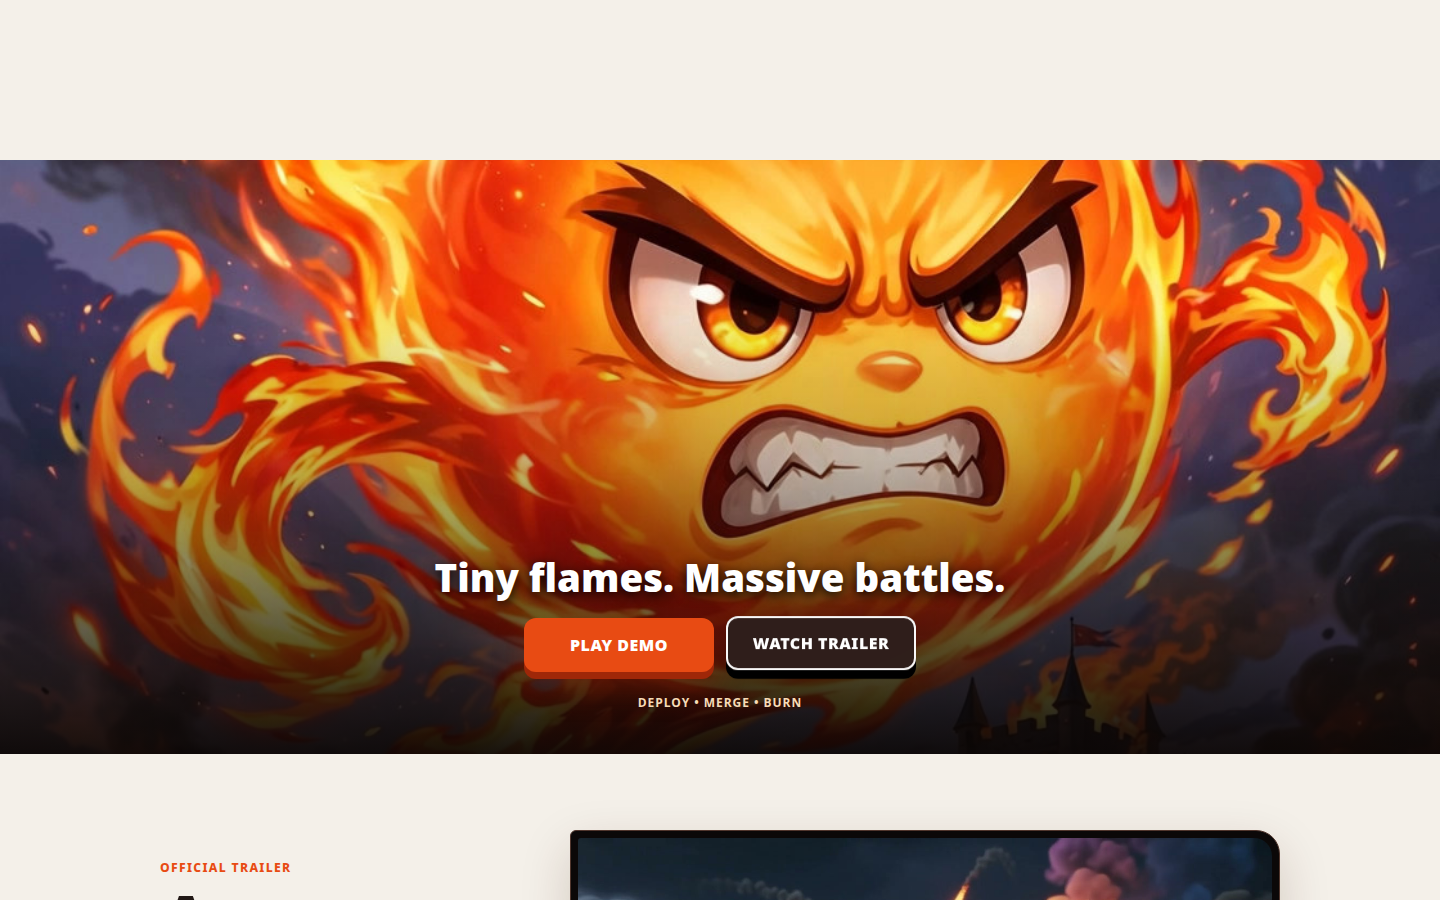 Tiny flames. Massive battles.
PLAY DEMO
WATCH TRAILER
DEPLOY • MERGE • BURN
OFFICIAL TRAILER